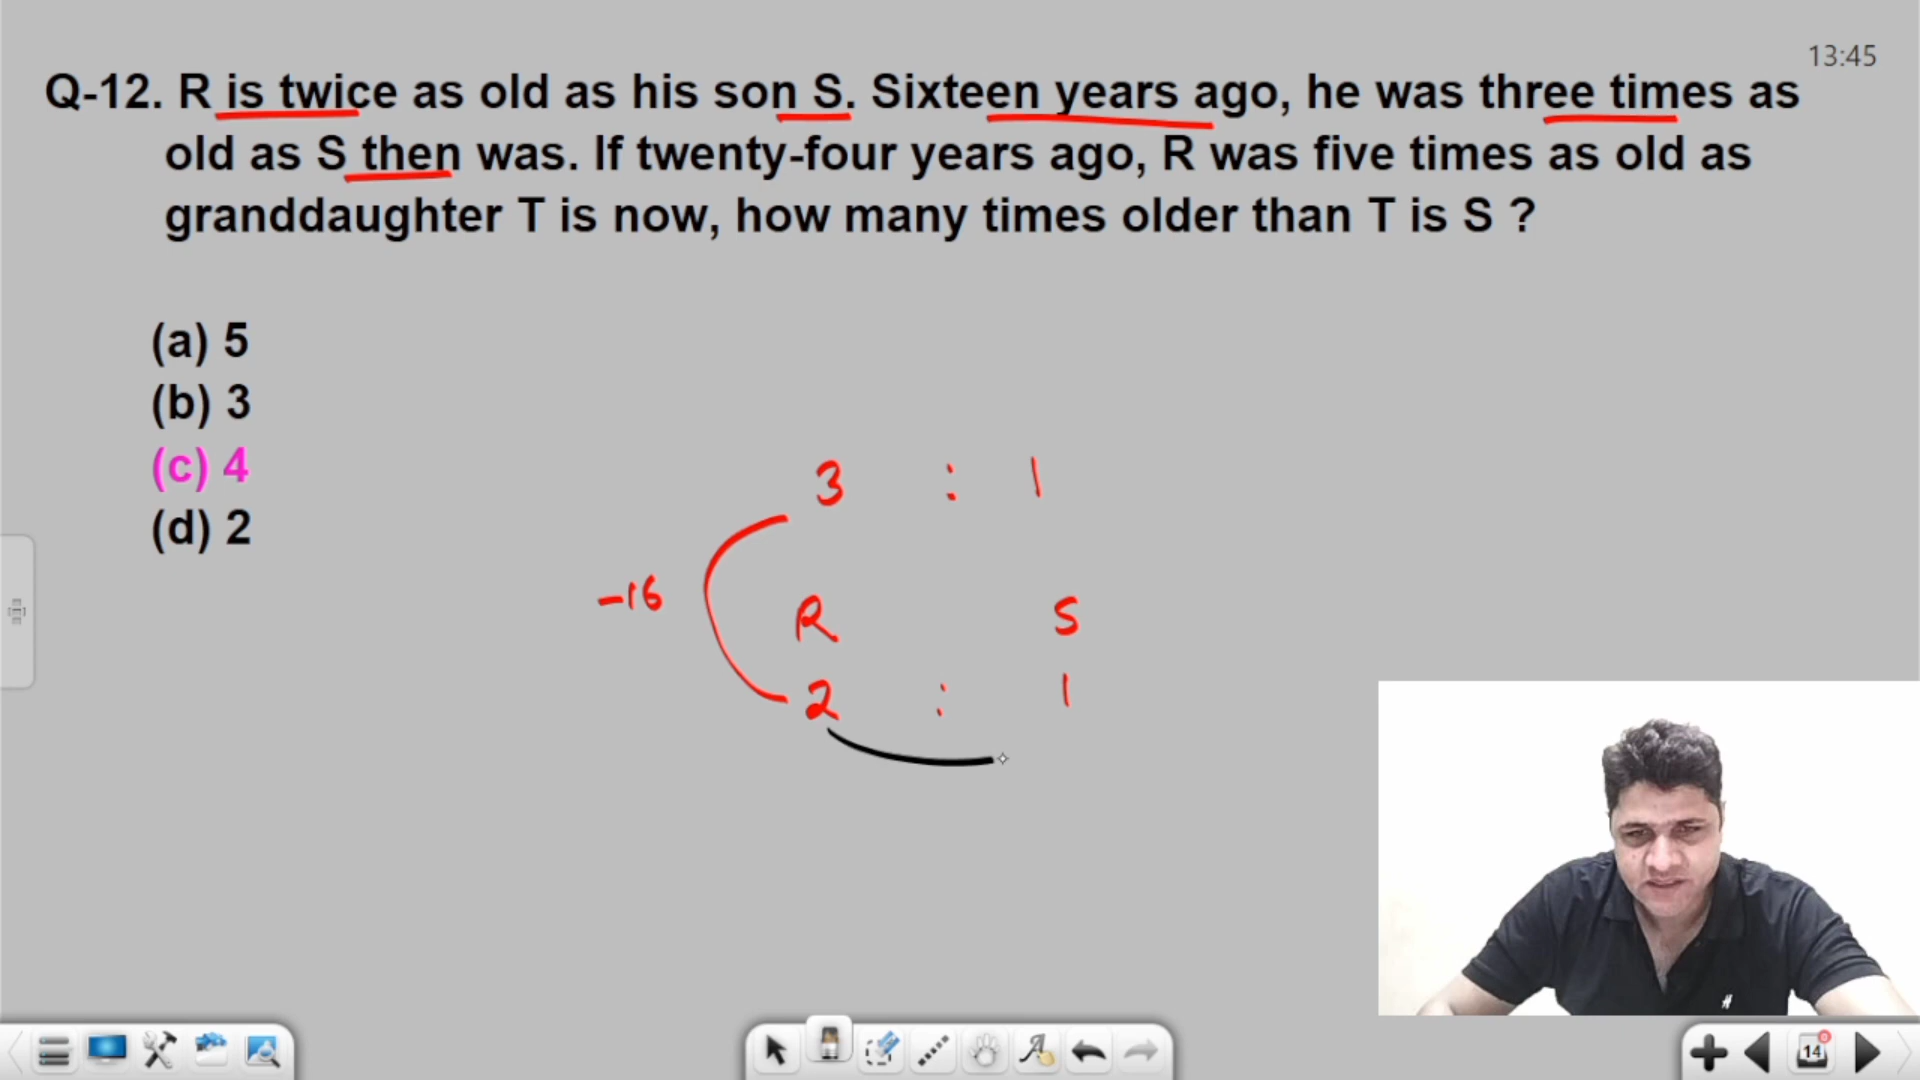 13:45
Q-12. R is twice as old as his son S. Sixteen years ago, he was three times as
old as S then was. If twenty-four years ago, R was five times as old as
granddaughter T is now, how many times older than T is S ?
(a) 5
(b) 3
(c) 4
(d) 2
3 : 1
-16
R S
2 : 1
14